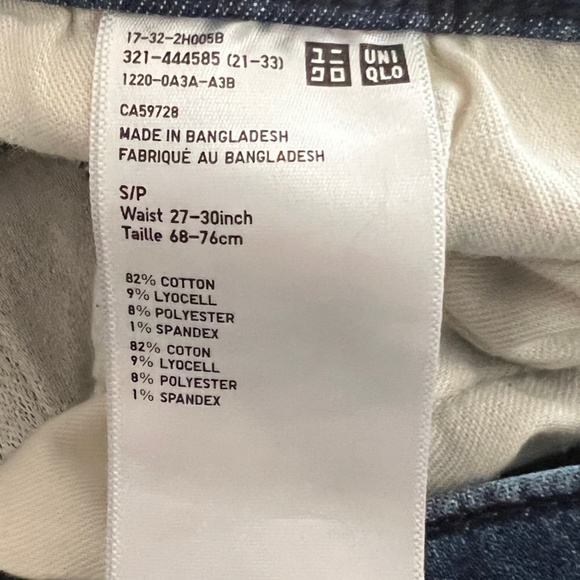 17-32-2H005B
321-444585 (21-33)
1220-0A3A-A3B
ユニ
クロ
UNI
QLO
CA59728
MADE IN BANGLADESH
FABRIQUÉ AU BANGLADESH
S/P
Waist 27-30inch
Taille 68-76cm
82% COTTON
9% LYOCELL
8% POLYESTER
1% SPANDEX
82% COTON
9% LYOCELL
8% POLYESTER
1% SPANDEX